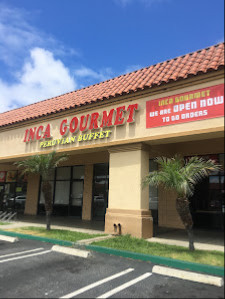 INCA GOURMET
PERUVIAN BUFFET
INCA GOURMET
WE ARE OPEN NOW
TO GO ORDERS